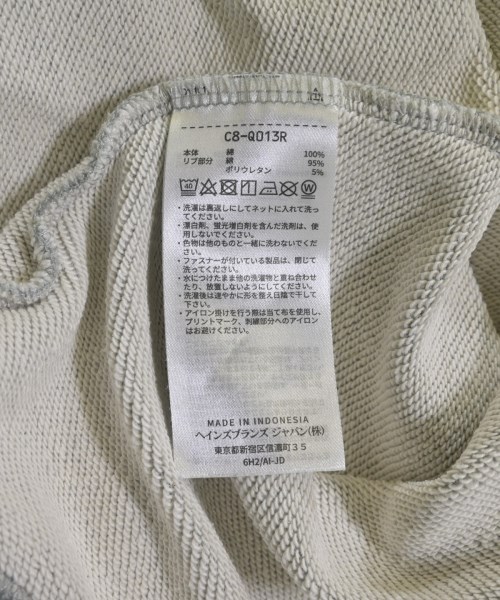 C8-Q013R
本体 綿 100%
リブ部分 綿 95%
ポリウレタン 5%
40
W
・洗濯は裏返しにしてネットに入れて洗っ
てください。
・漂白剤、蛍光増白剤を含んだ洗剤は、使
用しないでください。
・色物は他のものと一緒に洗わないでくだ
さい。
・ファスナーが付いている製品は、閉じて
洗ってください。
・水につけたまま他の洗濯物と重ね合わせ
たり、放置しないようにしてください。
・洗濯後は速やかに形を整え日陰で干して
下さい。
・アイロン掛けを行う際は当て布を使用し、
プリントマーク、刺繍部分へのアイロン
はお避けください。
MADE IN INDONESIA
ヘインズブランズ ジャパン(株)
東京都新宿区信濃町35
6H2/AI-JD